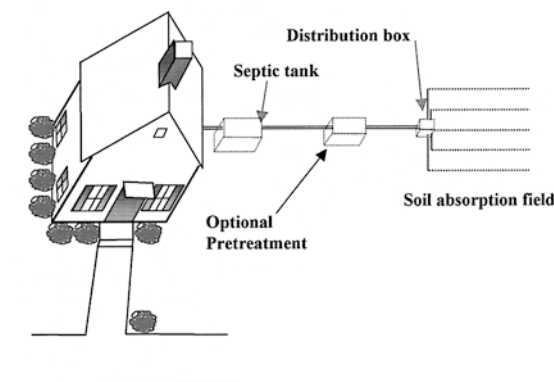 Distribution box
Septic tank
Optional
Pretreatment
Soil absorption field